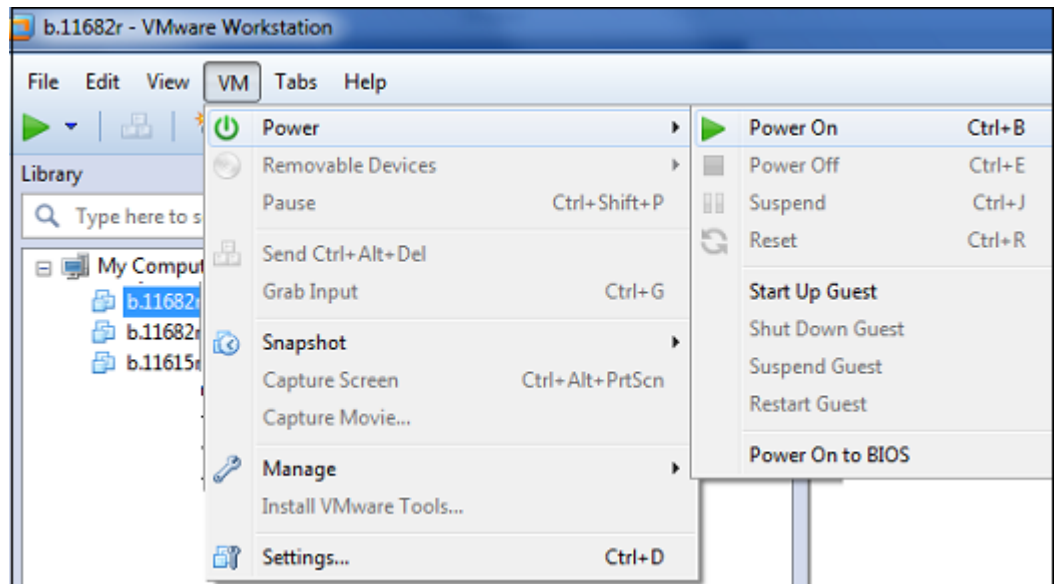 b.11682r - VMware Workstation
File Edit View VM Tabs Help
Library
Type here to s
My Comput
b.11682r
b.11682r
b.11615r
Power
Removable Devices
Pause Ctrl+Shift+P
Send Ctrl+Alt+Del
Grab Input Ctrl+G
Snapshot
Capture Screen Ctrl+Alt+PrtScn
Capture Movie...
Manage
Install VMware Tools...
Settings... Ctrl+D
Power On Ctrl+B
Power Off Ctrl+E
Suspend Ctrl+J
Reset Ctrl+R
Start Up Guest
Shut Down Guest
Suspend Guest
Restart Guest
Power On to BIOS